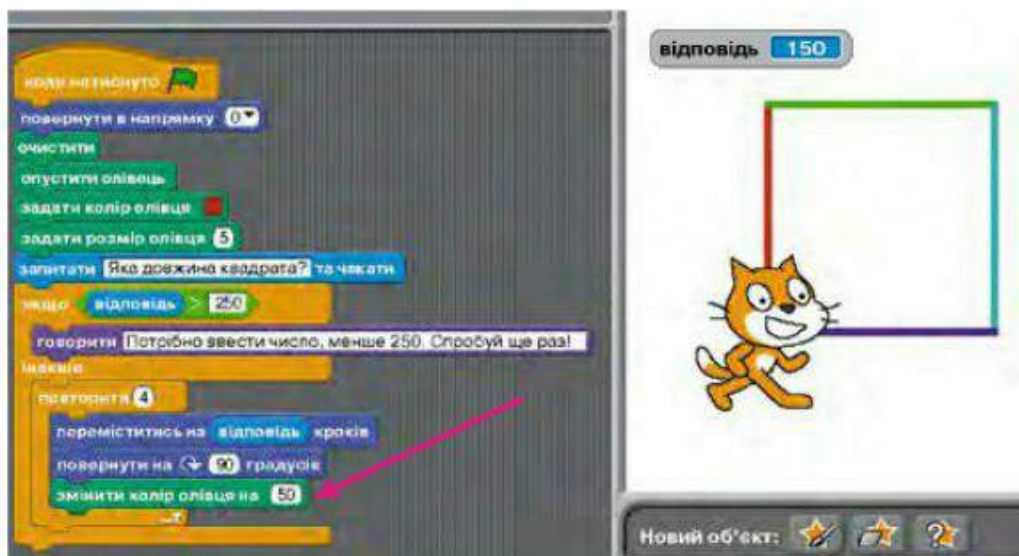 коли натиснуто
повернути в напрямку 0
очистити
опустити олівець
задати колір олівця
задати розмір олівця 5
запитати Яка довжина квадрата? та чекати
якщо відповідь > 250
говорити Потрібно ввести число, менше 250. Спробуй ще раз!
інакше
повторити 4
переміститись на відповідь кроків
повернути на 90 градусів
змінити колір олівця на 50
відповідь 150
Новий об'єкт: